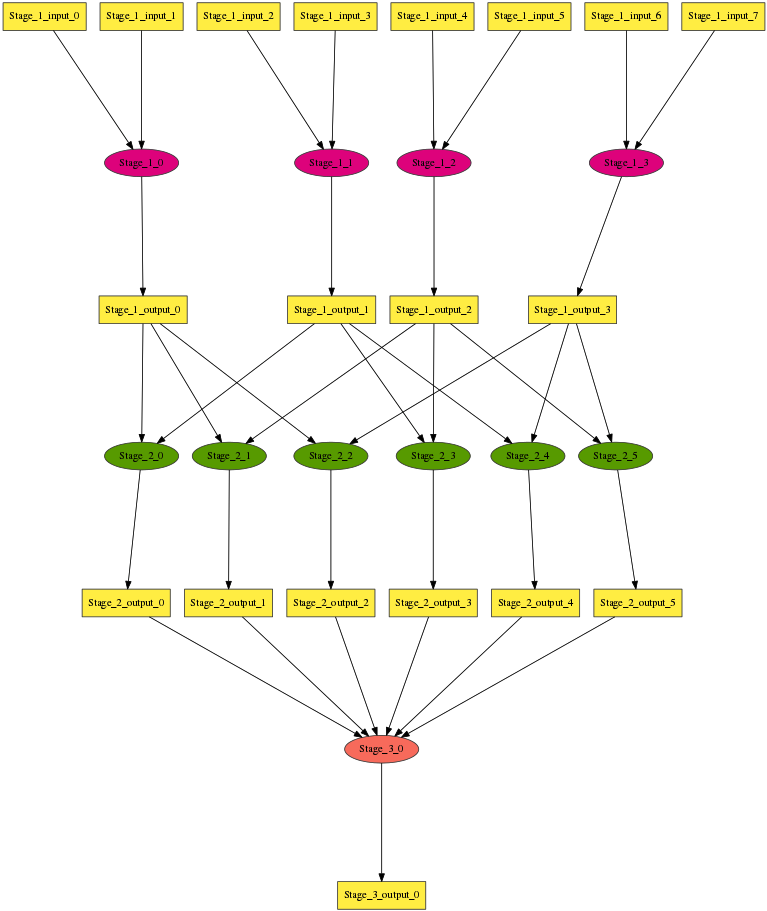 Stage_1_input_0
Stage_1_input_1
Stage_1_input_2
Stage_1_input_3
Stage_1_input_4
Stage_1_input_5
Stage_1_input_6
Stage_1_input_7
Stage_1_0
Stage_1_1
Stage_1_2
Stage_1_3
Stage_1_output_0
Stage_1_output_1
Stage_1_output_2
Stage_1_output_3
Stage_2_0
Stage_2_1
Stage_2_2
Stage_2_3
Stage_2_4
Stage_2_5
Stage_2_output_0
Stage_2_output_1
Stage_2_output_2
Stage_2_output_3
Stage_2_output_4
Stage_2_output_5
Stage_3_0
Stage_3_output_0